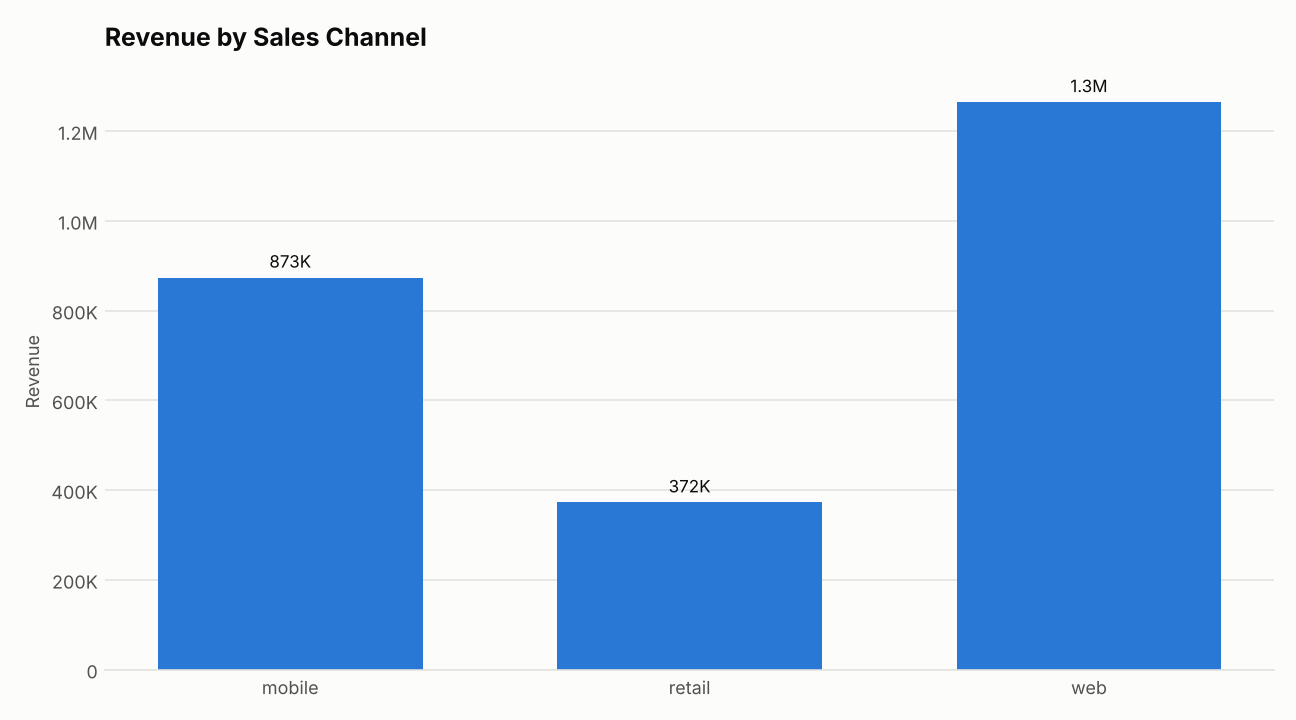 Revenue by Sales Channel
1.3M
1.2M
1.0M
873K
800K
Revenue
600K
372K
400K
200K
0
mobile
retail
web